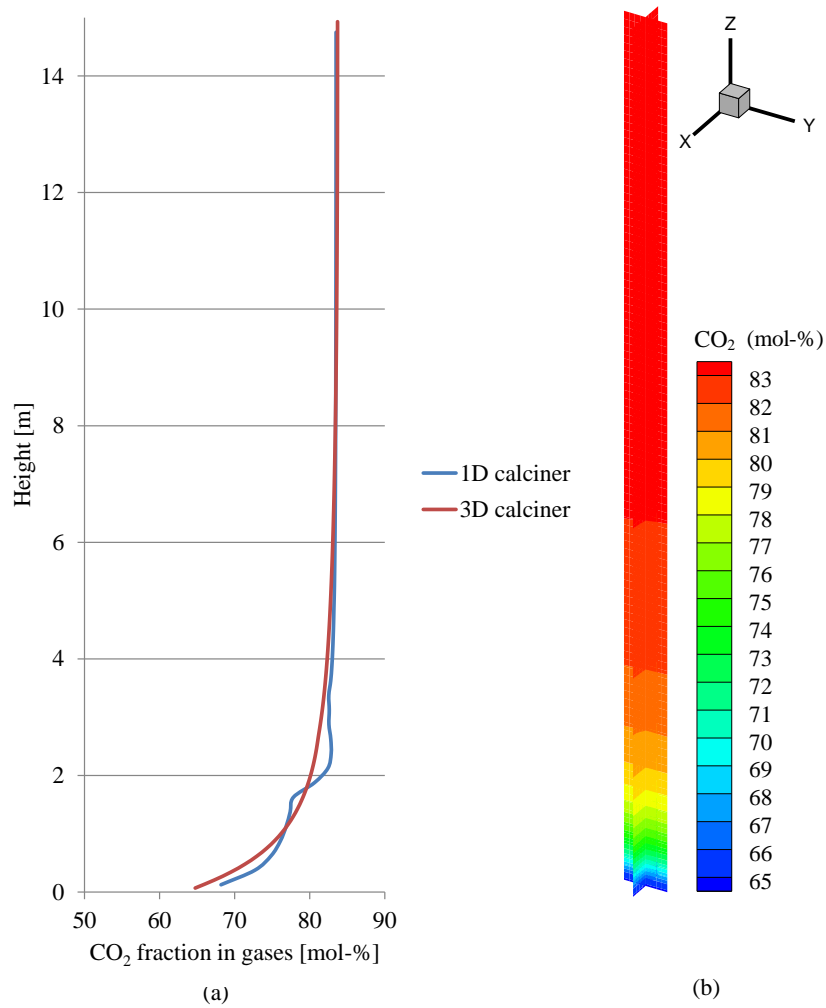 14
12
10
8
6
4
2
0
Height [m]
50 60 70 80 90
CO2 fraction in gases [mol-%]
(a)
1D calciner
3D calciner
Z
X
Y
CO2 (mol-%)
83
82
81
80
79
78
77
76
75
74
73
72
71
70
69
68
67
66
65
(b)